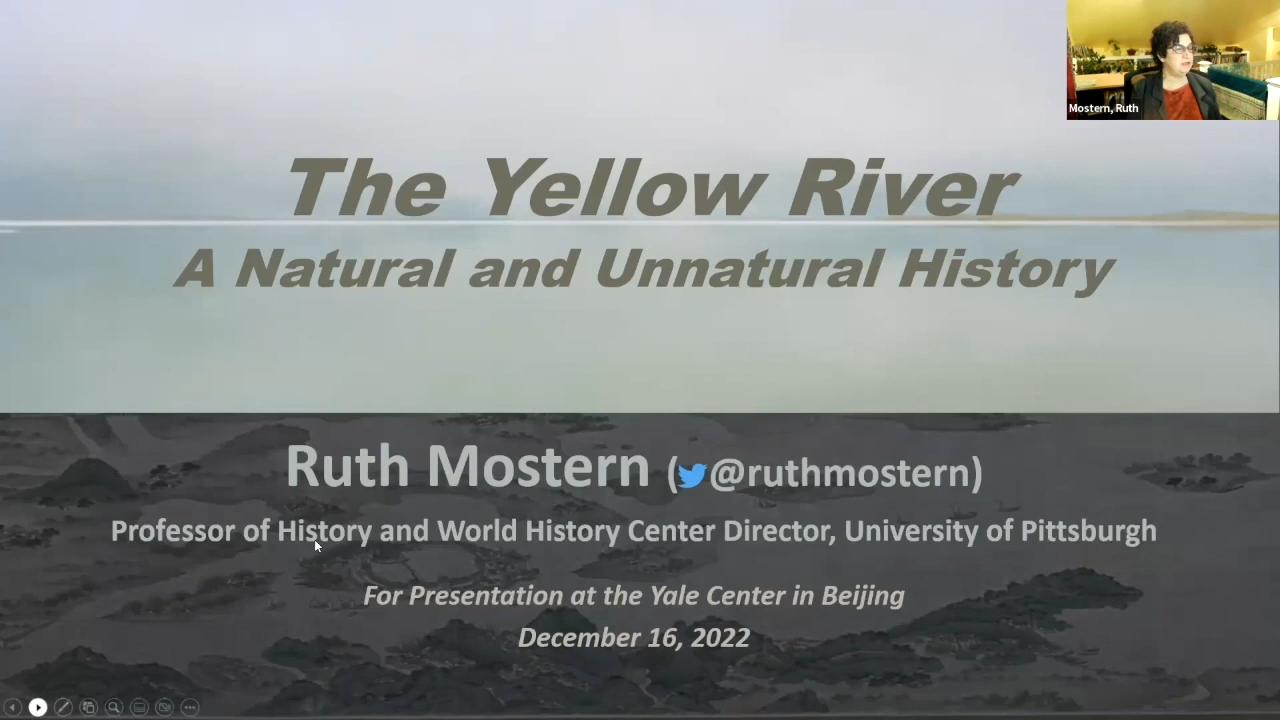 Mostern, Ruth
The Yellow River
A Natural and Unnatural History
Ruth Mostern (@ruthmostern)
Professor of History and World History Center Director, University of Pittsburgh
For Presentation at the Yale Center in Beijing
December 16, 2022